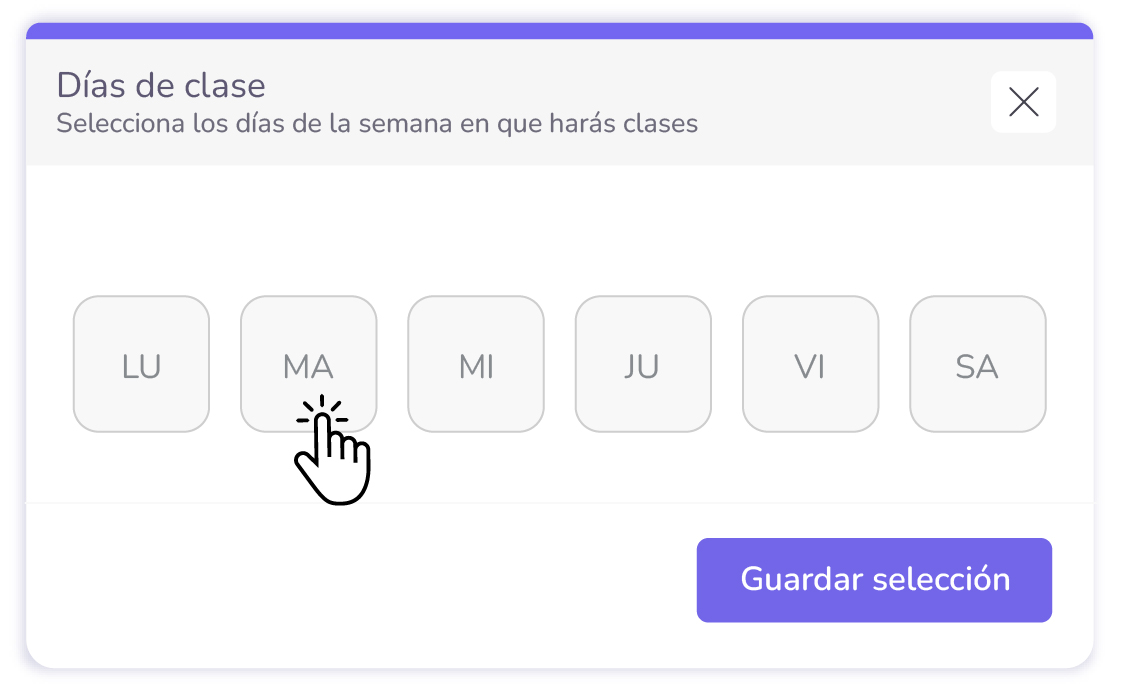 Días de clase
Selecciona los días de la semana en que harás clases
LU MA MI JU VI SA
Guardar selección